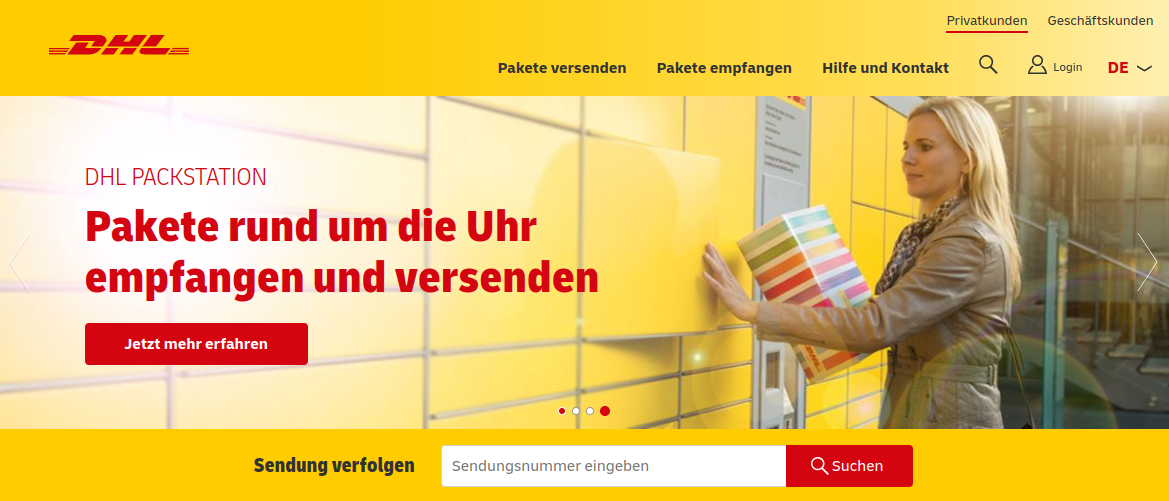 Privatkunden Geschäftskunden
DHL
Pakete versenden Pakete empfangen Hilfe und Kontakt Login DE
DHL PACKSTATION
Pakete rund um die Uhr
empfangen und versenden
Jetzt mehr erfahren
Sendung verfolgen Sendungsnummer eingeben Suchen